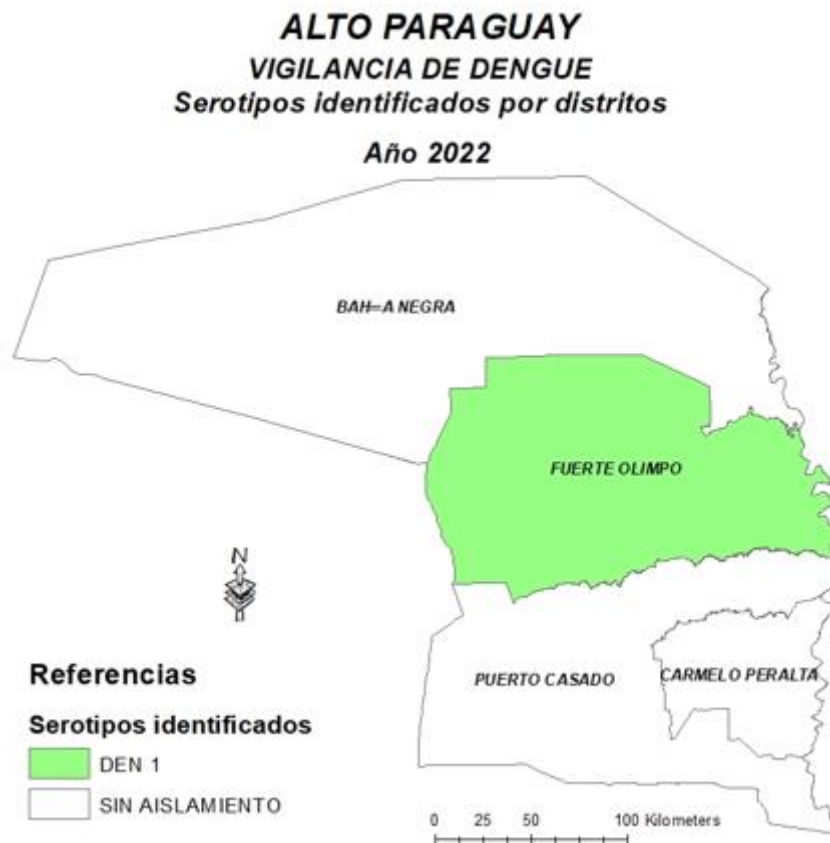 ALTO PARAGUAY
VIGILANCIA DE DENGUE
Serotipos identificados por distritos
Año 2022
BAH=A NEGRA
FUERTE OLIMPO
N
PUERTO CASADO
CARMELO PERALTA
Referencias
Serotipos identificados
DEN 1
SIN AISLAMIENTO
0 25 50 100 Kilometers